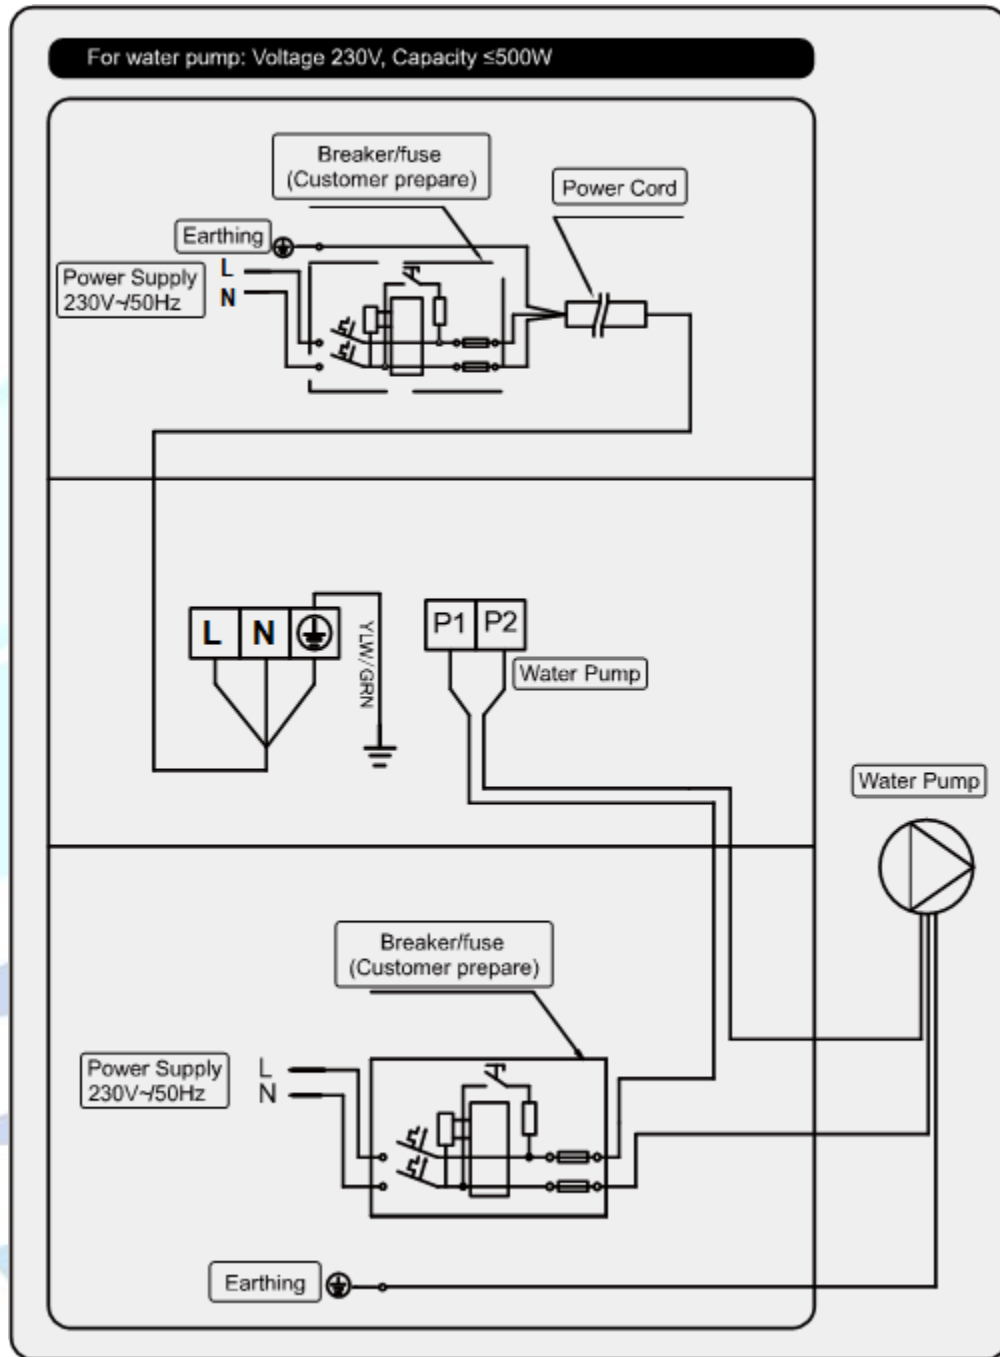 For water pump: Voltage 230V, Capacity ≤500W
Breaker/fuse
(Customer prepare)
Power Cord
Earthing
Power Supply
230V~/50Hz
L
N
L N
YLW/GRN
P1 P2
Water Pump
Water Pump
Breaker/fuse
(Customer prepare)
Power Supply
230V~/50Hz
L
N
Earthing